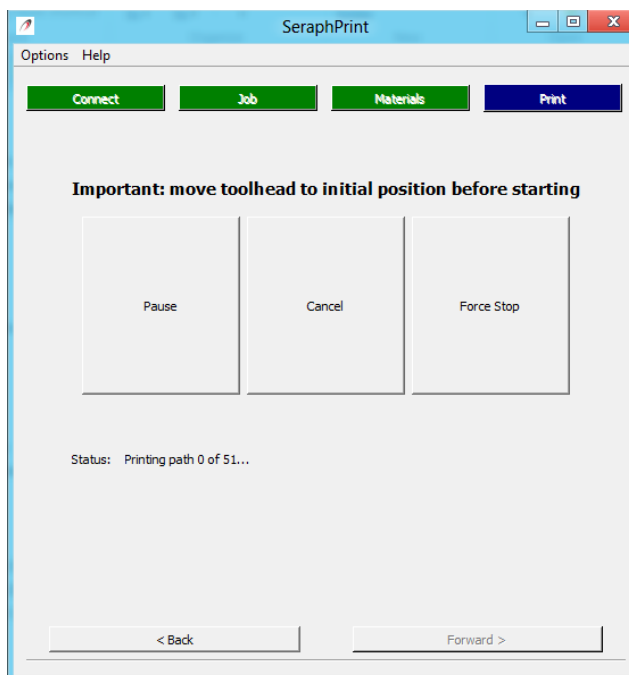 SeraphPrint
Options Help
Connect Job Materials Print
Important: move toolhead to initial position before starting
Pause Cancel Force Stop
Status: Printing path 0 of 51...
< Back Forward >